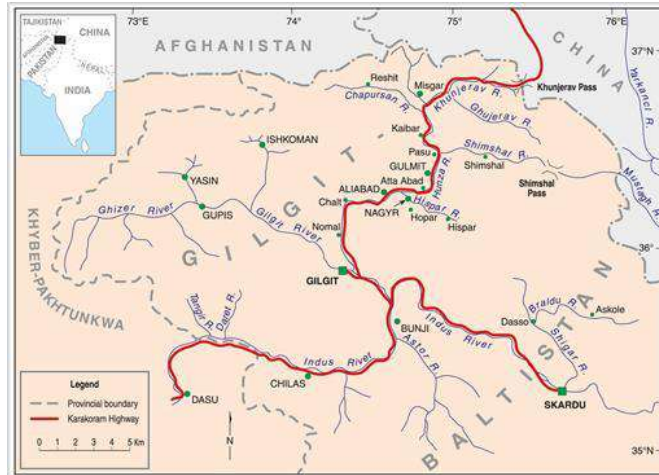 73°E
74°
75°
76°
TAJIKISTAN
CHINA
AFGHANISTAN
PAKISTAN
NEPAL
INDIA
AFGHANISTAN
CHINA
37°N
Reshit
Misgar
Chapursan R.
Khunjerav R.
Khunjerav Pass
Ghujerav R.
Yarkanci R.
Kaibar
ISHKOMAN
Pasu
Shimshal R.
GULMIT
Shimshal
Mustagh R.
YASIN
Atta Abad
Hunza R.
Shimshal
Pass
ALIABAD
GILGIT-
Chalt
Hispar R.
GUPIS
NAGYR
Hopar
Hispar
Ghizer River
Gilgit River
Nomal
36°
KHYBER-PAKHTUNKWA
GILGIT
BALTISTAN
Braldu R.
Askole
Tangir R.
Darel R.
Indus River
Dasso
BUNJI
Shigar R.
Astor R.
Indus River
CHILAS
DASU
SKARDU
Legend
Provincial boundary
Karakoram Highway
0 1 2 3 4 5 Km
N
35°N